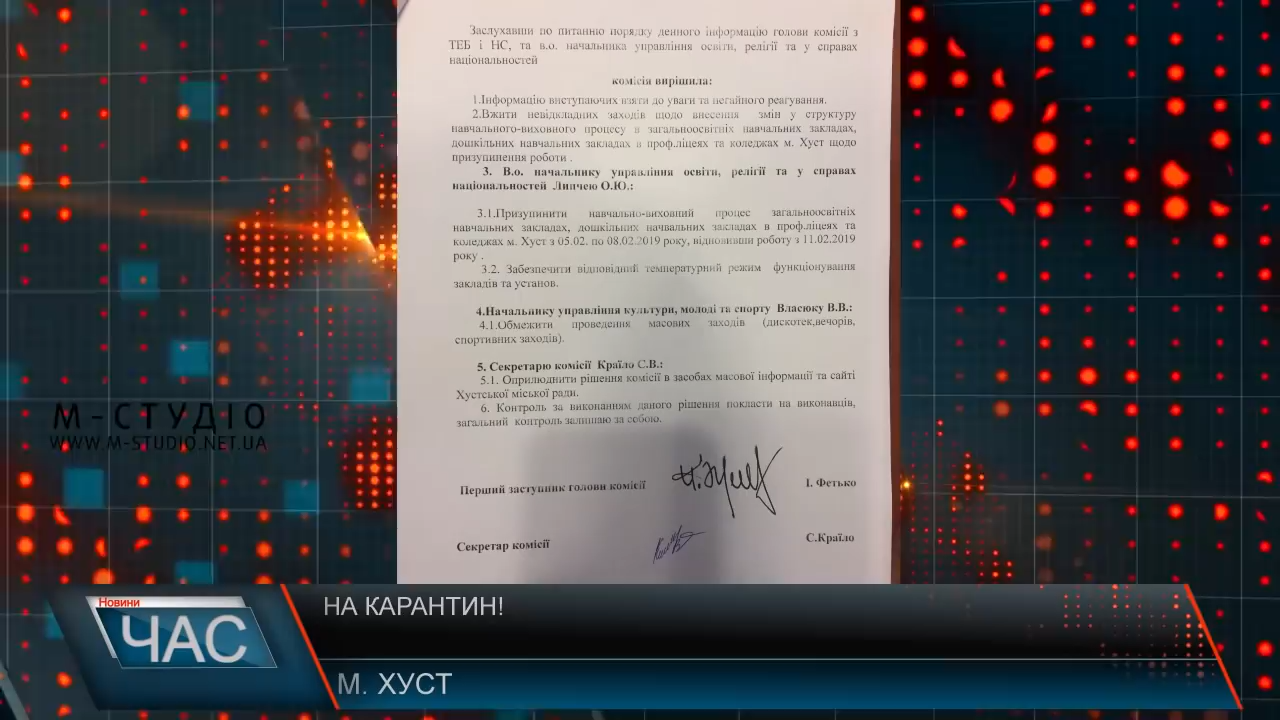 Заслухавши по питанню порядку денного інформацію голови комісії з
ТЕБ і НС, та в.о. начальника управління освіти, релігії та у справах
національностей
комісія вирішила:
1.Інформацію виступаючих взяти до уваги та негайного реагування.
2.Вжити невідкладних заходів щодо внесення змін у структуру
навчального-виховного процесу в загальноосвітніх навчальних закладах,
дошкільних навчальних закладах в проф.ліцеях та коледжах м. Хуст щодо
призупинення роботи .
3. В.о. начальнику управління освіти, релігії та у справах
національностей Липчею О.Ю.:
3.1.Призупинити навчально-виховний процес загальноосвітніх
навчальних закладах, дошкільних начвальних закладах в проф.ліцеях та
коледжах м. Хуст з 05.02. по 08.02.2019 року, відновивши роботу з 11.02.2019
року .
3.2. Забезпечити відповідний температурний режим функціонування
закладів та установ.
4.Начальнику управління культури, молоді та спорту Власюку В.В.:
4.1.Обмежити проведення масових заходів (дискотек,вечорів,
спортивних заходів).
5. Секретарю комісії Країло С.В.:
5.1. Оприлюднити рішення комісії в засобах масової інформації та сайті
Хустської міської ради.
6. Контроль за виконанням даного рішення покласти на виконавців,
загальний контроль залишаю за собою.
Перший заступник голови комісії І. Фетько
Секретар комісії С.Країло
М-СТУДІО
WWW.M-STUDIO.NET.UA
Новини
ЧАС
НА КАРАНТИН!
М. ХУСТ